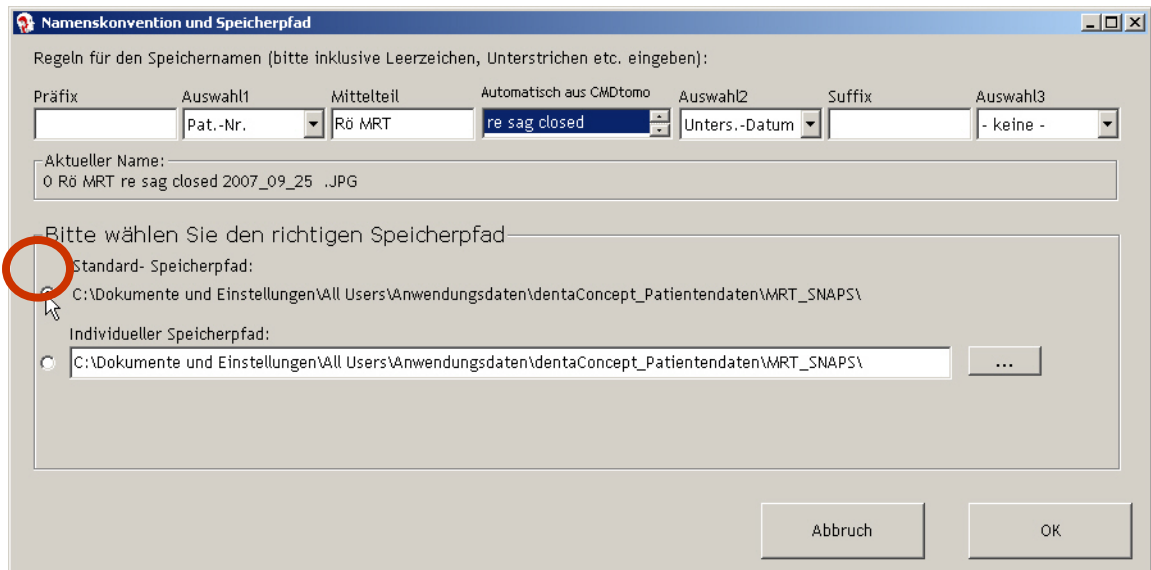 Namenskonvention und Speicherpfad
Regeln für den Speichernamen (bitte inklusive Leerzeichen, Unterstrichen etc. eingeben):
Präfix Auswahl1 Mittelteil Automatisch aus CMDtomo Auswahl2 Suffix Auswahl3
Pat.-Nr. Rö MRT re sag closed Unters.-Datum - keine -
Aktueller Name:
0 Rö MRT re sag closed 2007_09_25 .JPG
Bitte wählen Sie den richtigen Speicherpfad
Standard- Speicherpfad:
C:\Dokumente und Einstellungen\All Users\Anwendungsdaten\dentaConcept_Patientendaten\MRT_SNAPS\
Individueller Speicherpfad:
C:\Dokumente und Einstellungen\All Users\Anwendungsdaten\dentaConcept_Patientendaten\MRT_SNAPS\ ...
Abbruch OK